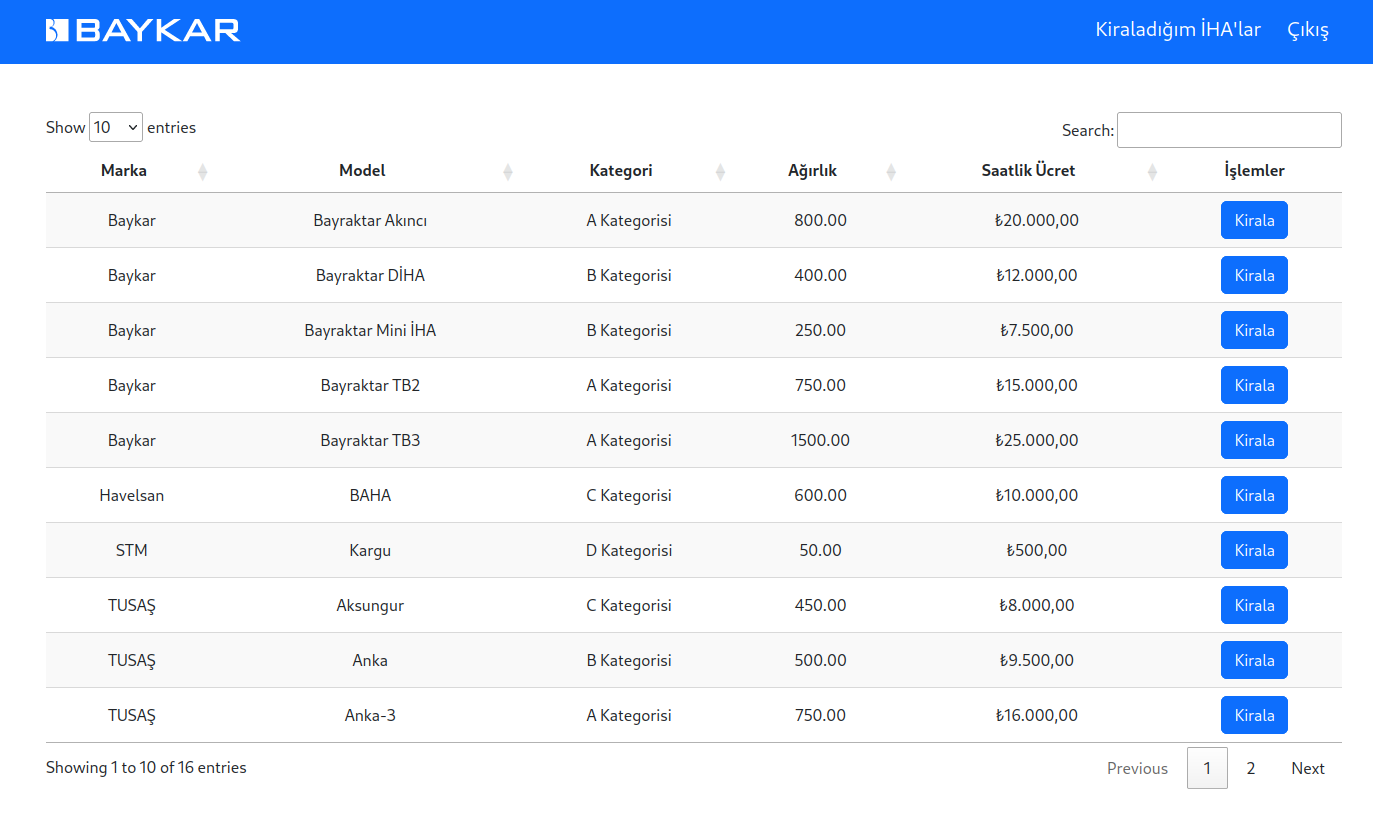 BAYKAR Kiraladığım İHA'lar Çıkış
Show 10 entries Search:
Marka Model Kategori Ağırlık Saatlik Ücret İşlemler
Baykar Bayraktar Akıncı A Kategorisi 800.00 ₺20.000,00 Kirala
Baykar Bayraktar DİHA B Kategorisi 400.00 ₺12.000,00 Kirala
Baykar Bayraktar Mini İHA B Kategorisi 250.00 ₺7.500,00 Kirala
Baykar Bayraktar TB2 A Kategorisi 750.00 ₺15.000,00 Kirala
Baykar Bayraktar TB3 A Kategorisi 1500.00 ₺25.000,00 Kirala
Havelsan BAHA C Kategorisi 600.00 ₺10.000,00 Kirala
STM Kargu D Kategorisi 50.00 ₺500,00 Kirala
TUSAŞ Aksungur C Kategorisi 450.00 ₺8.000,00 Kirala
TUSAŞ Anka B Kategorisi 500.00 ₺9.500,00 Kirala
TUSAŞ Anka-3 A Kategorisi 750.00 ₺16.000,00 Kirala
Showing 1 to 10 of 16 entries Previous 1 2 Next